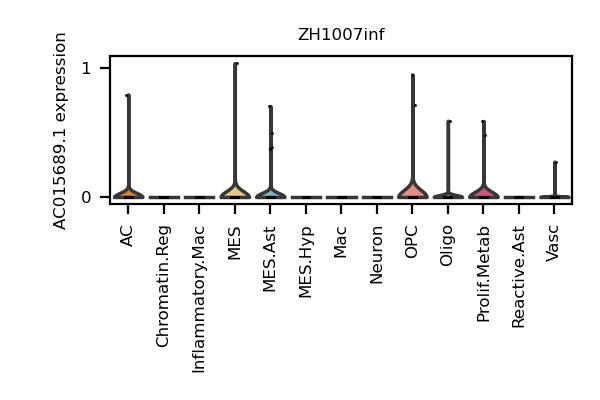 ZH1007inf
AC015689.1 expression
1
0
AC
Chromatin.Reg
Inflammatory.Mac
MES
MES.Ast
MES.Hyp
Mac
Neuron
OPC
Oligo
Prolif.Metab
Reactive.Ast
Vasc